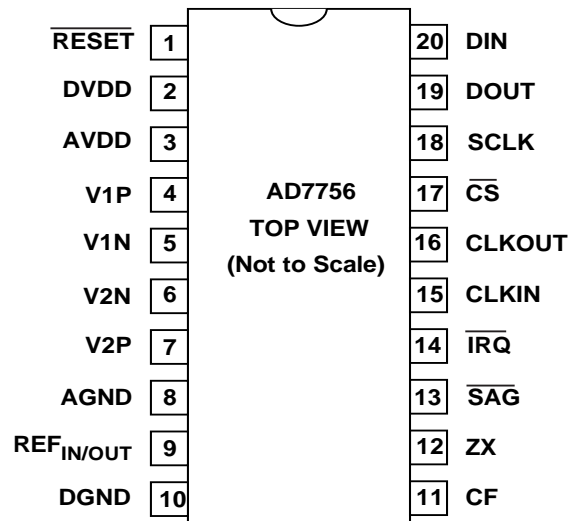 RESET 1 20 DIN
DVDD 2 19 DOUT
AVDD 3 18 SCLK
V1P 4 AD7756 17 CS
V1N 5 TOP VIEW 16 CLKOUT
(Not to Scale)
V2N 6 15 CLKIN
V2P 7 14 IRQ
AGND 8 13 SAG
REFIN/OUT 9 12 ZX
DGND 10 11 CF